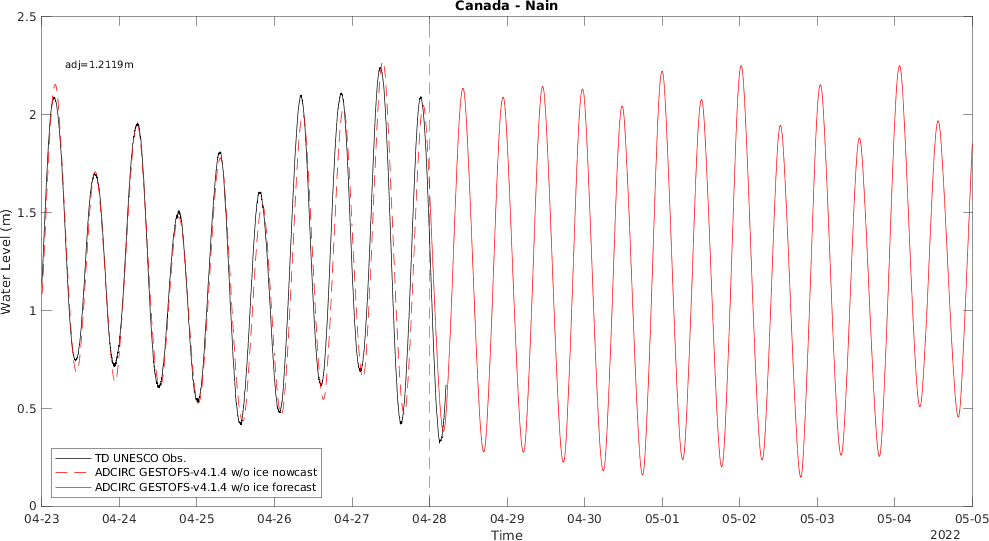 Canada - Nain
2.5
adj=1.2119m
2
1.5
Water Level (m)
1
0.5
TD UNESCO Obs.
ADCIRC GESTOFS-v4.1.4 w/o ice nowcast
ADCIRC GESTOFS-v4.1.4 w/o ice forecast
0
04-23 04-24 04-25 04-26 04-27 04-28 04-29 04-30 05-01 05-02 05-03 05-04 05-05
Time
2022